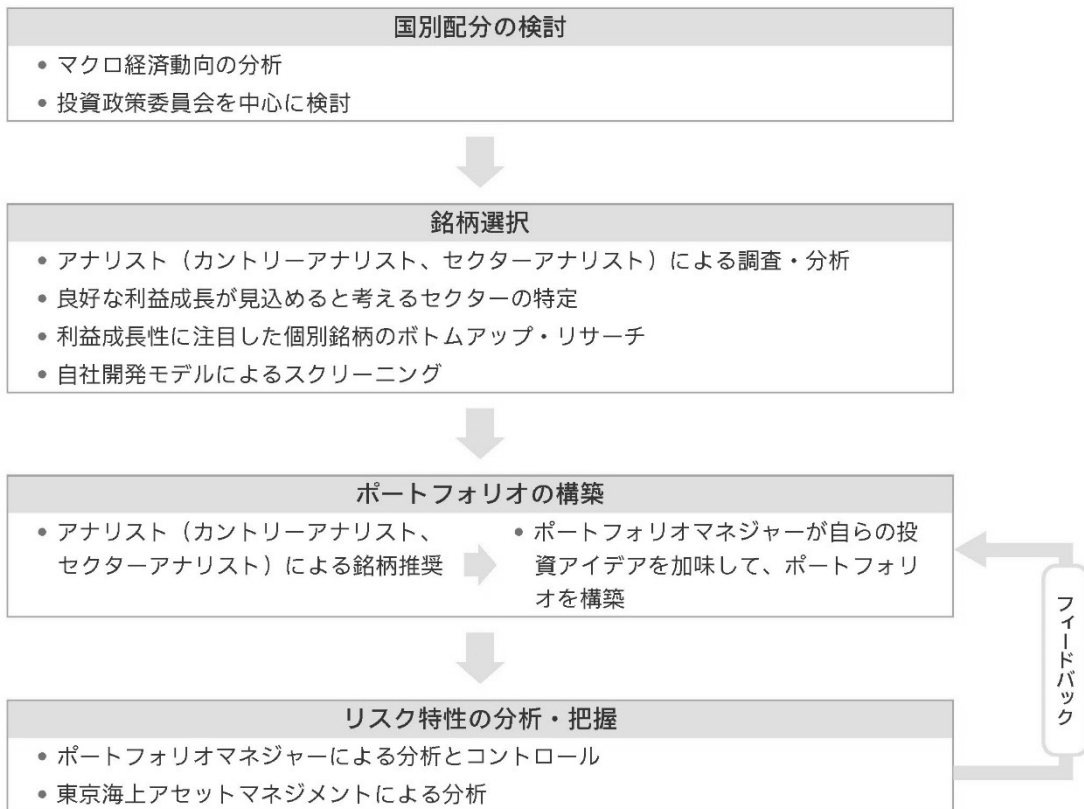 国別配分の検討
• マクロ経済動向の分析
• 投資政策委員会を中心に検討
銘柄選択
• アナリスト（カントリーアナリスト、セクターアナリスト）による調査・分析
• 良好な利益成長が見込めると考えるセクターの特定
• 利益成長性に注目した個別銘柄のボトムアップ・リサーチ
• 自社開発モデルによるスクリーニング
ポートフォリオの構築
• アナリスト（カントリーアナリスト、
セクターアナリスト）による銘柄推奨
• ポートフォリオマネジャーが自らの投
資アイデアを加味して、ポートフォリ
オを構築
フィードバック
リスク特性の分析・把握
• ポートフォリオマネジャーによる分析とコントロール
• 東京海上アセットマネジメントによる分析